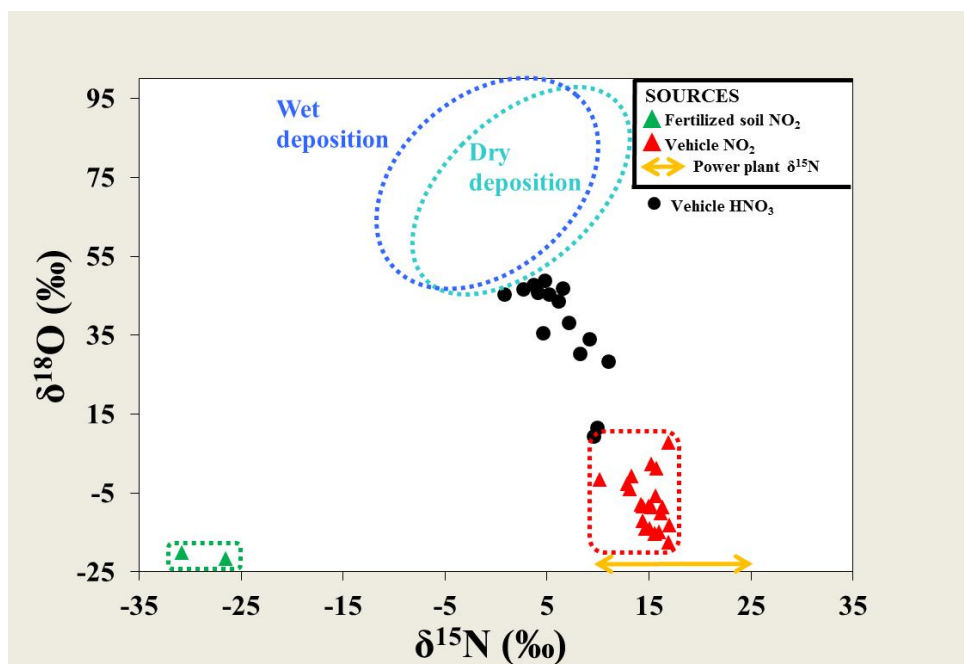 95
75
55
35
15
-5
-25
δ¹⁸O (‰)
-35
-25
-15
-5
5
15
25
35
δ¹⁵N (‰)
Wet
deposition
Dry
deposition
SOURCES
Fertilized soil NO₂
Vehicle NO₂
Power plant δ¹⁵N
Vehicle HNO₃